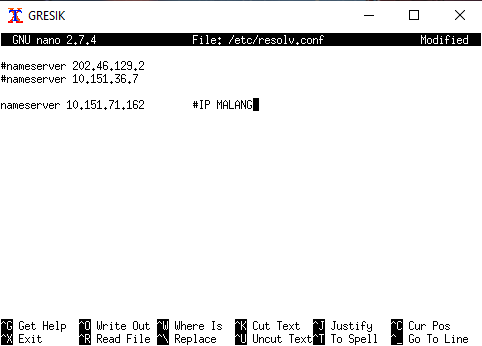 GRESIK
GNU nano 2.7.4 File: /etc/resolv.conf Modified
#nameserver 202.46.129.2
#nameserver 10.151.36.7
nameserver 10.151.71.162 #IP MALANG
^G Get Help ^O Write Out ^W Where Is ^K Cut Text ^J Justify ^C Cur Pos
^X Exit ^R Read File ^\ Replace ^U Uncut Text ^T To Spell ^_ Go To Line